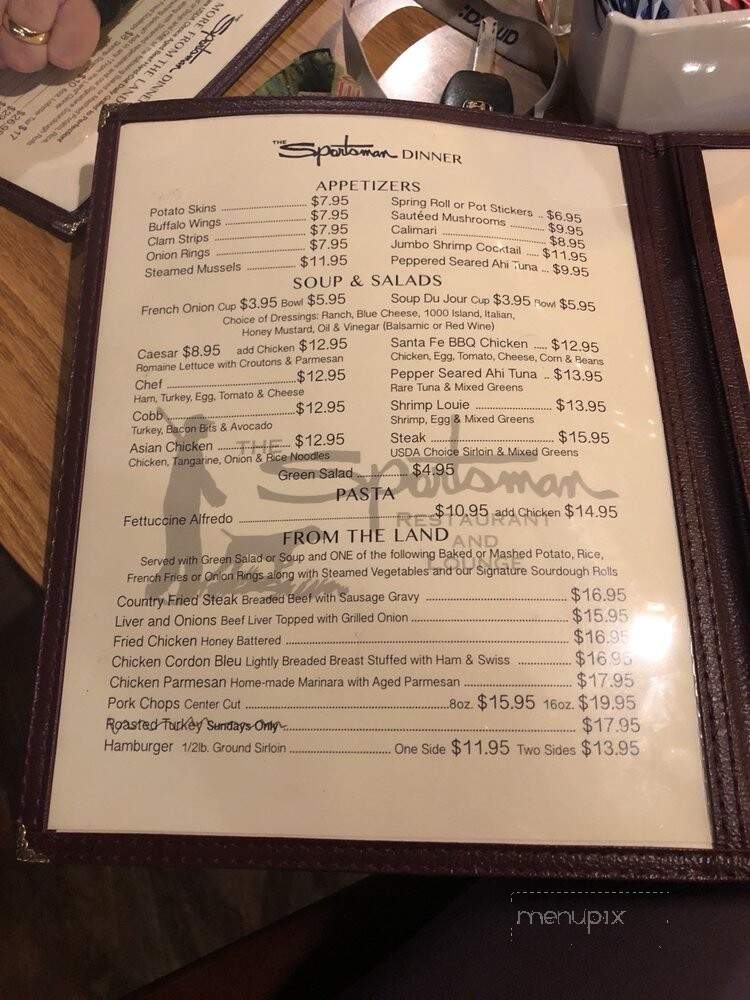 MORE FROM THE LAND
THE Sportsman DINNER
APPETIZERS
Potato Skins $7.95
Buffalo Wings $7.95
Clam Strips $7.95
Onion Rings $7.95
Steamed Mussels $11.95
Spring Roll or Pot Stickers $6.95
Sautéed Mushrooms $9.95
Calimari $8.95
Jumbo Shrimp Cocktail $11.95
Peppered Seared Ahi Tuna $9.95
SOUP & SALADS
French Onion Cup $3.95 Bowl $5.95
Soup Du Jour Cup $3.95 Bowl $5.95
Choice of Dressings: Ranch, Blue Cheese, 1000 Island, Italian,
Honey Mustard, Oil & Vinegar (Balsamic or Red Wine)
Caesar $8.95 add Chicken $12.95
Romaine Lettuce with Croutons & Parmesan
Chef $12.95
Ham, Turkey, Egg, Tomato & Cheese
Cobb $12.95
Turkey, Bacon Bits & Avocado
Asian Chicken $12.95
Chicken, Tangarine, Onion & Rice Noodles
Santa Fe BBQ Chicken $12.95
Chicken, Egg, Tomato, Cheese, Corn & Beans
Pepper Seared Ahi Tuna $13.95
Rare Tuna & Mixed Greens
Shrimp Louie $13.95
Shrimp, Egg & Mixed Greens
Steak $15.95
USDA Choice Sirloin & Mixed Greens
Green Salad $4.95
PASTA
Fettuccine Alfredo $10.95 add Chicken $14.95
FROM THE LAND
Served with Green Salad or Soup and ONE of the following Baked or Mashed Potato, Rice,
French Fries or Onion Rings along with Steamed Vegetables and our Signature Sourdough Rolls
Country Fried Steak Breaded Beef with Sausage Gravy $16.95
Liver and Onions Beef Liver Topped with Grilled Onion $15.95
Fried Chicken Honey Battered $16.95
Chicken Cordon Bleu Lightly Breaded Breast Stuffed with Ham & Swiss $16.95
Chicken Parmesan Home-made Marinara with Aged Parmesan $17.95
Pork Chops Center Cut 8oz. $15.95 16oz. $19.95
Roasted Turkey Sundays Only $17.95
Hamburger 1/2lb. Ground Sirloin One Side $11.95 Two Sides $13.95
THE Sportsman
RESTAURANT
AND
LOUNGE
menupix